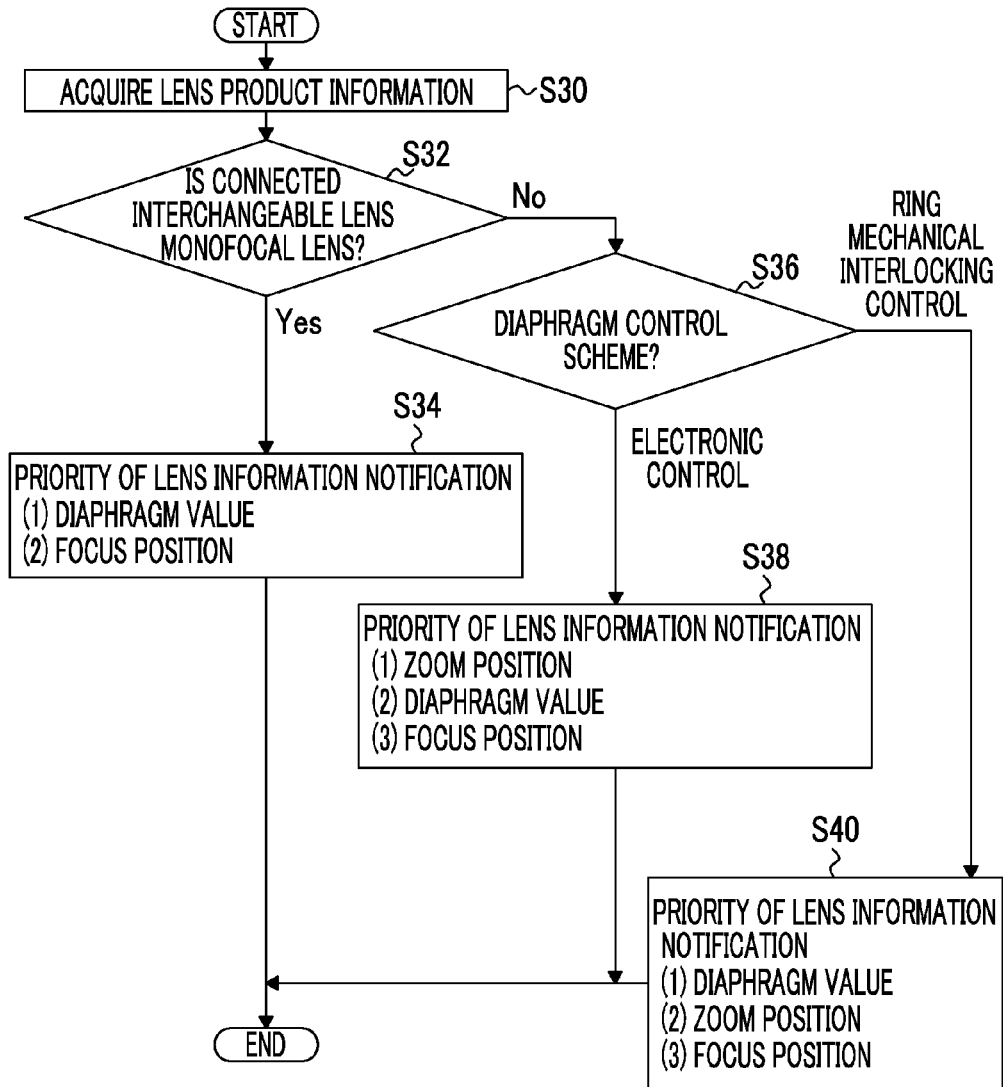 START
ACQUIRE LENS PRODUCT INFORMATION
S30
S32
IS CONNECTED
INTERCHANGEABLE LENS
MONOFOCAL LENS?
No
Yes
S36
RING
MECHANICAL
INTERLOCKING
CONTROL
DIAPHRAGM CONTROL
SCHEME?
ELECTRONIC
CONTROL
S34
PRIORITY OF LENS INFORMATION NOTIFICATION
(1) DIAPHRAGM VALUE
(2) FOCUS POSITION
S38
PRIORITY OF LENS INFORMATION NOTIFICATION
(1) ZOOM POSITION
(2) DIAPHRAGM VALUE
(3) FOCUS POSITION
S40
PRIORITY OF LENS INFORMATION
NOTIFICATION
(1) DIAPHRAGM VALUE
(2) ZOOM POSITION
(3) FOCUS POSITION
END